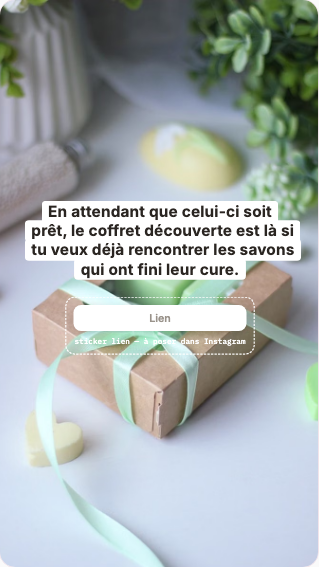 En attendant que celui-ci soit
prêt, le coffret découverte est là si
tu veux déjà rencontrer les savons
qui ont fini leur cure.
Lien
sticker lien — à poser dans Instagram